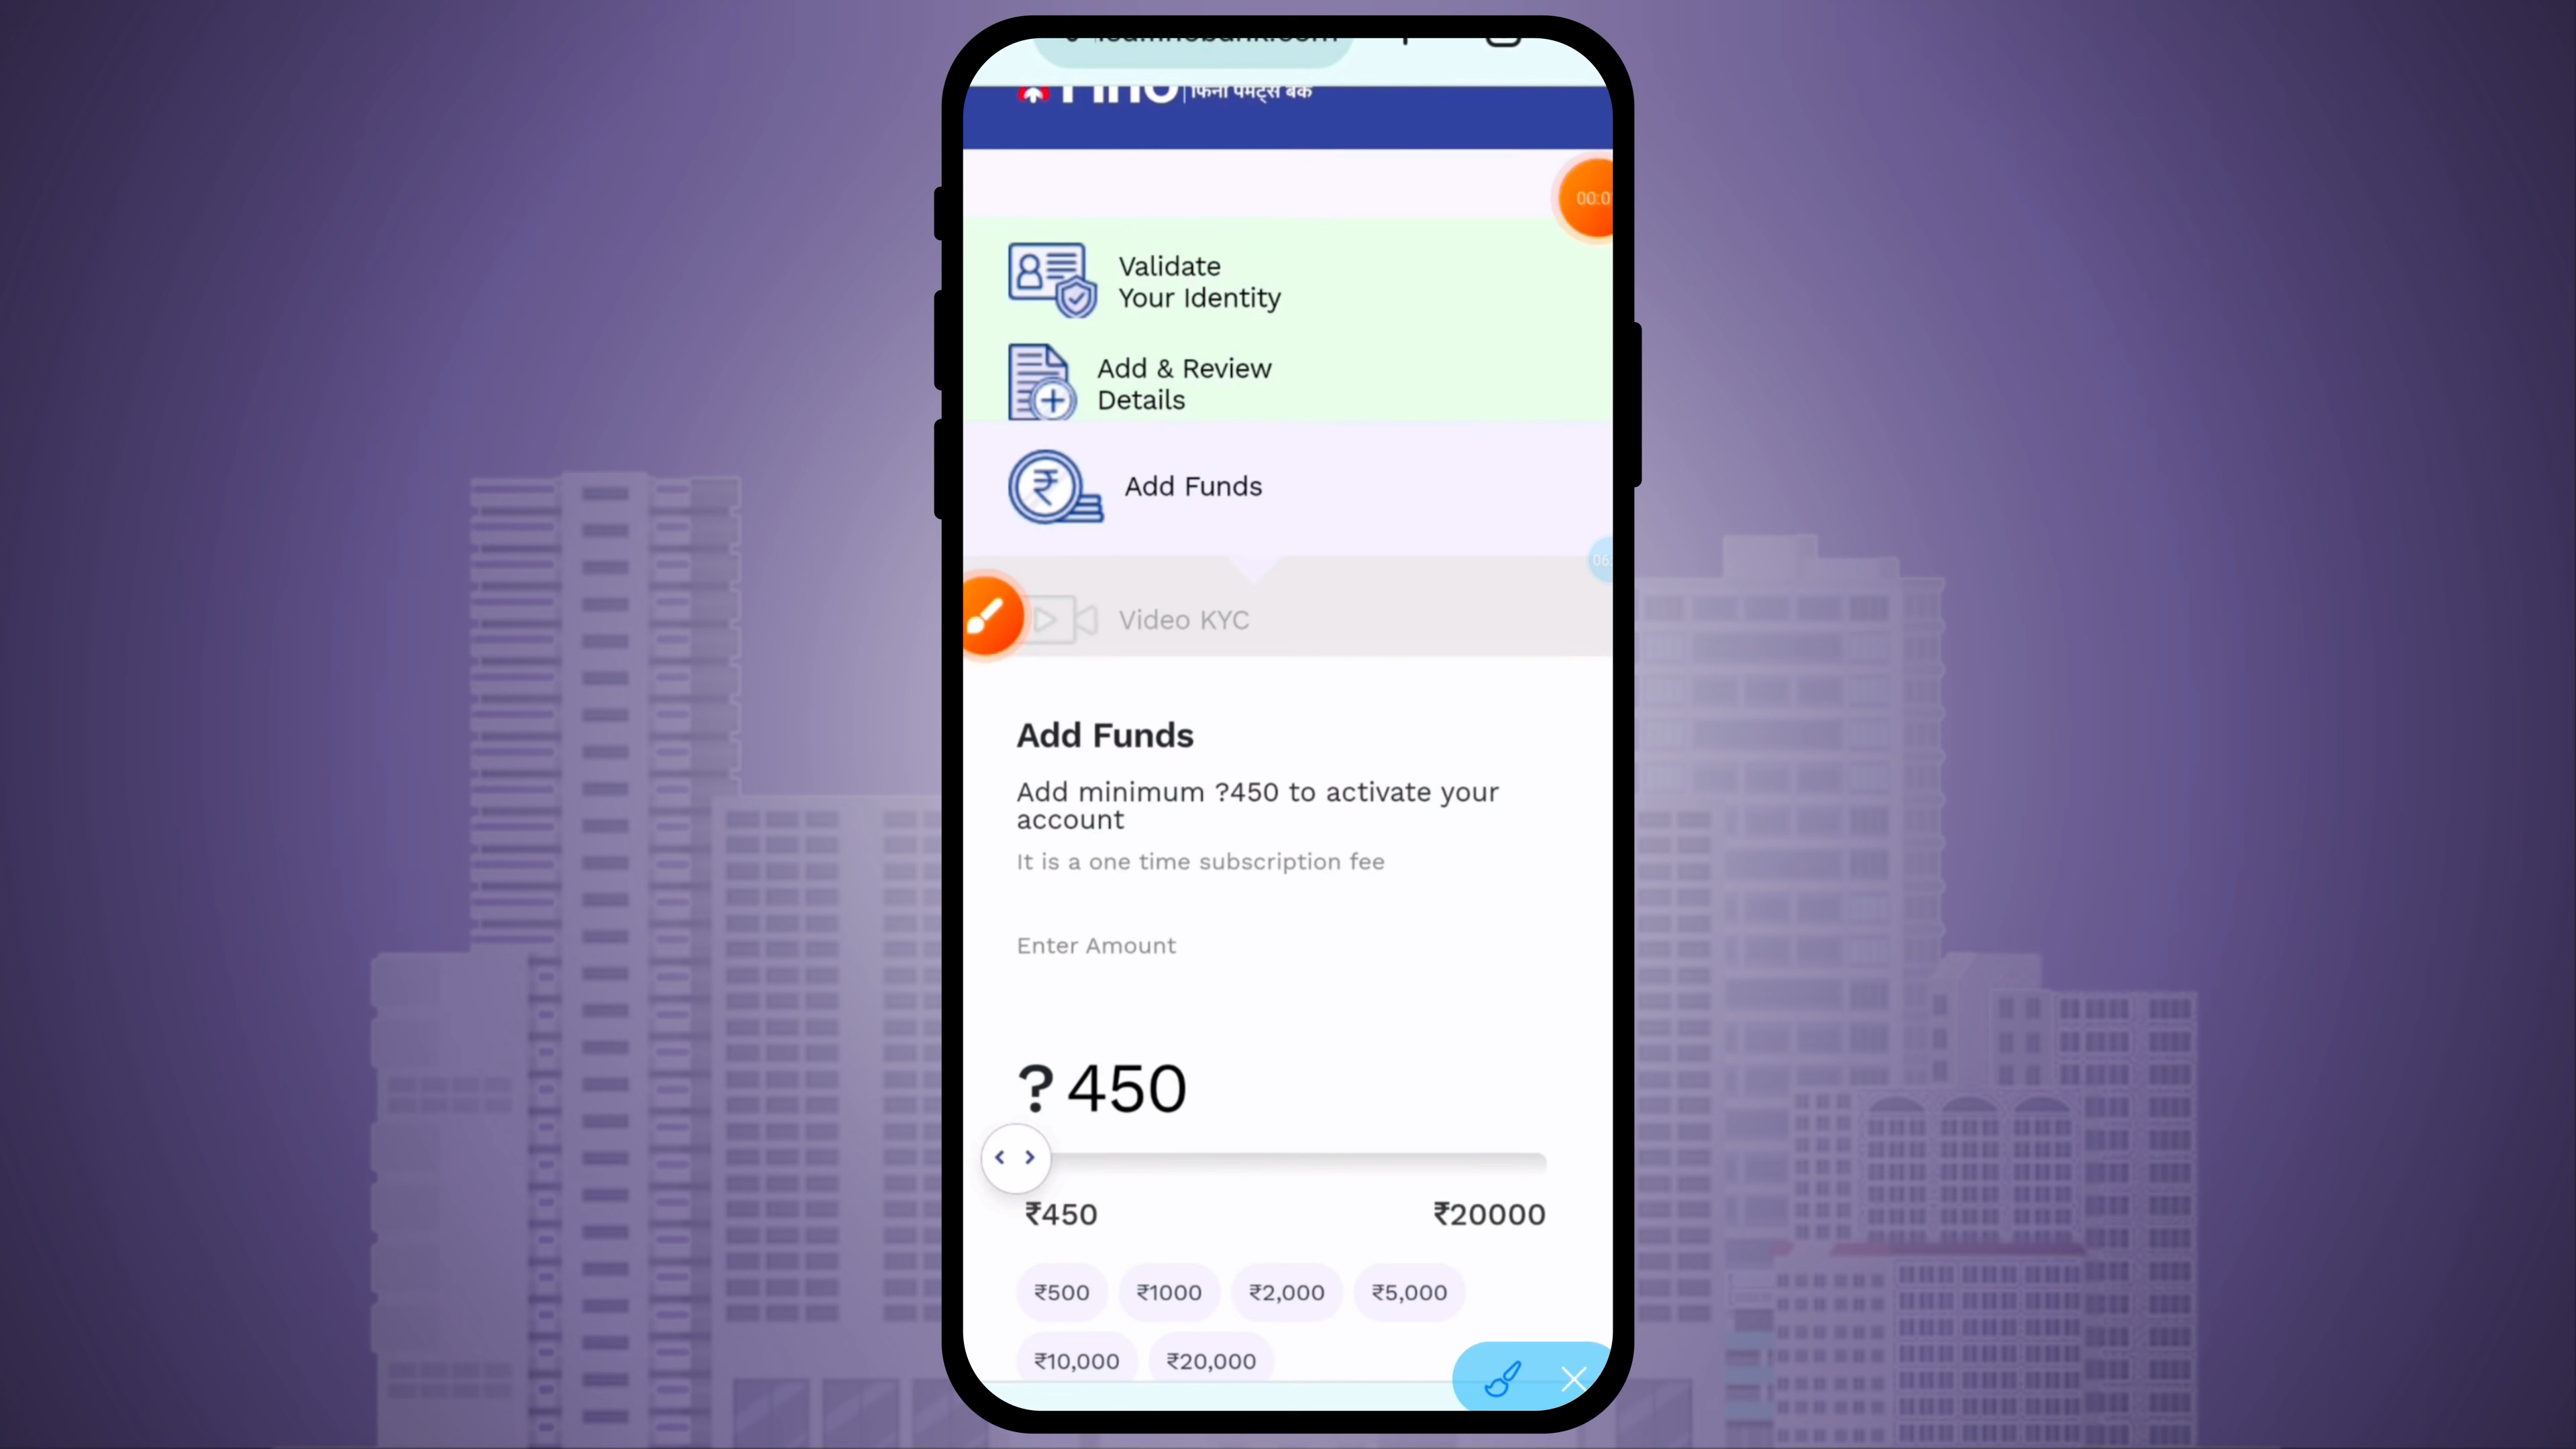 फिनो पेमेंट्स बैंक
00:0
Validate
Your Identity
Add & Review
Details
Add Funds
06:
Video KYC
Add Funds
Add minimum ?450 to activate your
account
It is a one time subscription fee
Enter Amount
? 450
₹450 ₹20000
₹500 ₹1000 ₹2,000 ₹5,000
₹10,000 ₹20,000